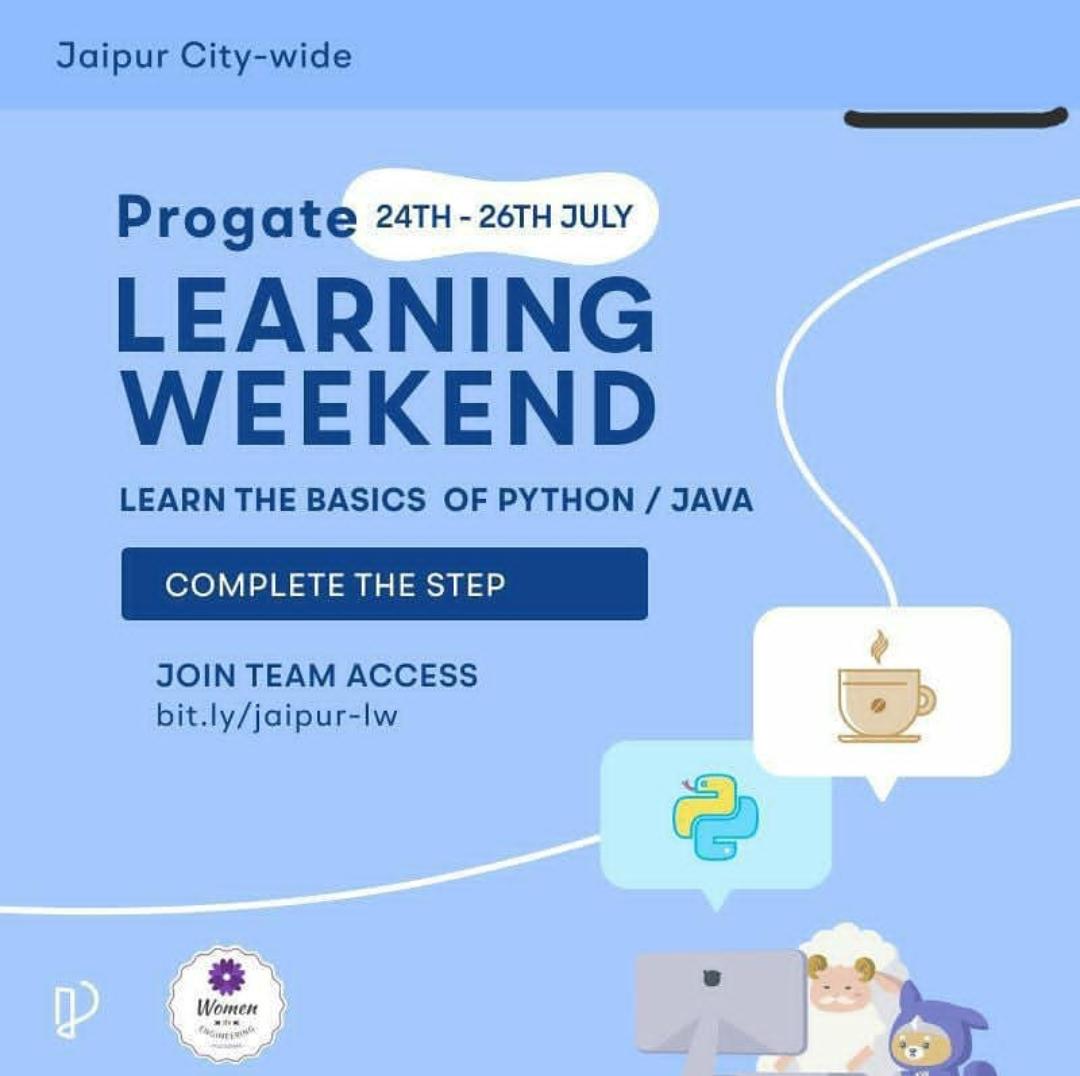 Jaipur City-wide
Progate 24TH - 26TH JULY
LEARNING
WEEKEND
LEARN THE BASICS OF PYTHON / JAVA
COMPLETE THE STEP
JOIN TEAM ACCESS
bit.ly/jaipur-lw
Women
IN
ENGINEERING